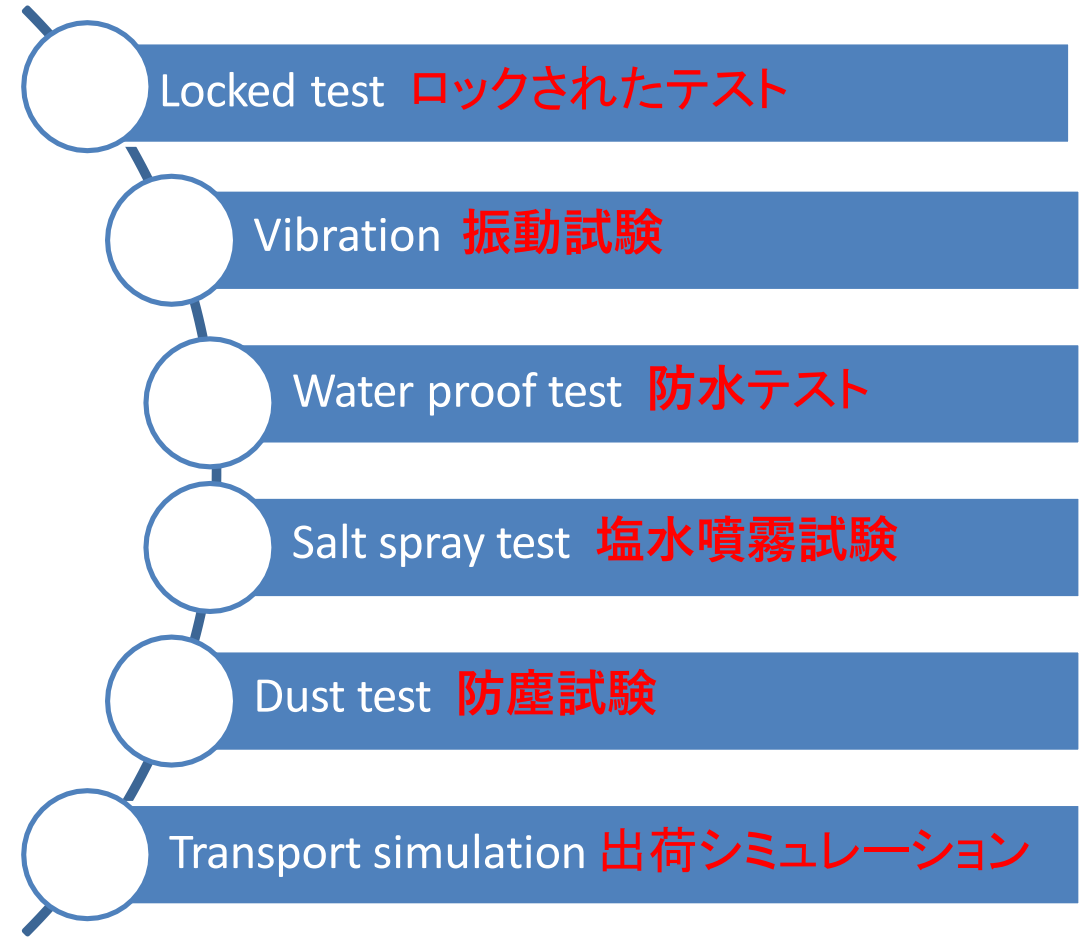 Locked test ロックされたテスト
Vibration 振動試験
Water proof test 防水テスト
Salt spray test 塩水噴霧試験
Dust test 防塵試験
Transport simulation 出荷シミュレーション